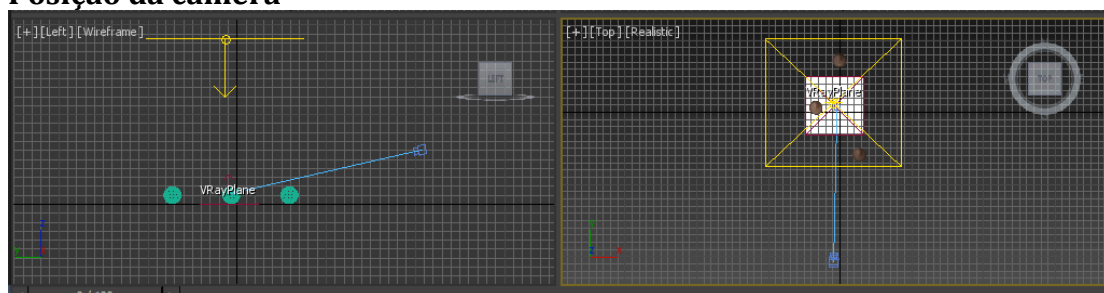 Posição da câmera
[+][Left][Wireframe]
LEFT
VRayPlane
[+][Top][Realistic]
TOP
VRayPlane